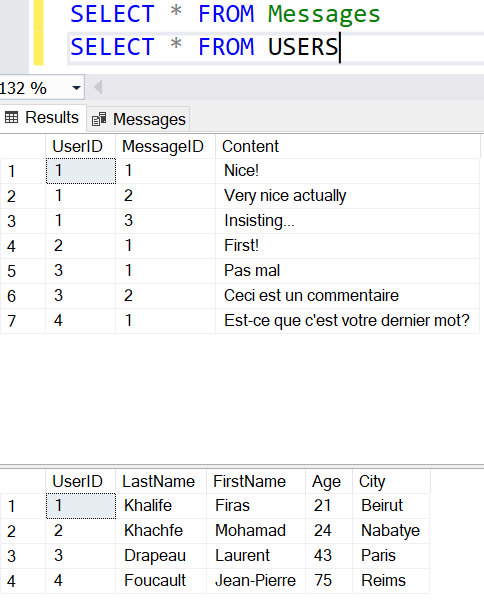 SELECT * FROM Messages
SELECT * FROM USERS
132 %
Results Messages
UserID MessageID Content
1 1 1 Nice!
2 1 2 Very nice actually
3 1 3 Insisting...
4 2 1 First!
5 3 1 Pas mal
6 3 2 Ceci est un commentaire
7 4 1 Est-ce que c'est votre dernier mot?
UserID LastName FirstName Age City
1 1 Khalife Firas 21 Beirut
2 2 Khachfe Mohamad 24 Nabatye
3 3 Drapeau Laurent 43 Paris
4 4 Foucault Jean-Pierre 75 Reims